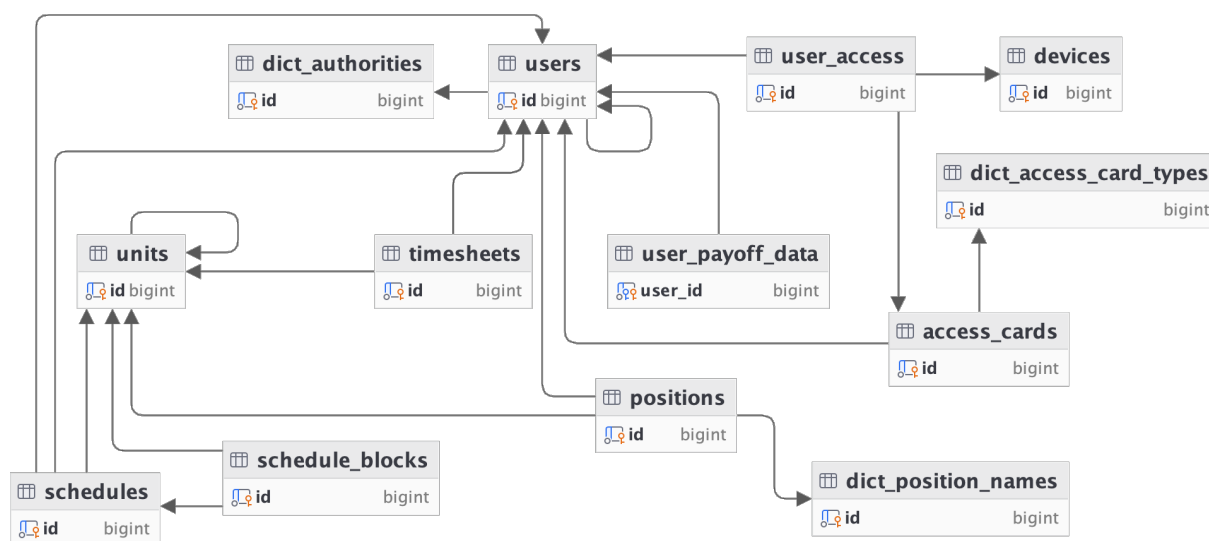 users
id bigint
dict_authorities
id bigint
user_access
id bigint
devices
id bigint
dict_access_card_types
id bigint
units
id bigint
timesheets
id bigint
user_payoff_data
user_id bigint
access_cards
id bigint
positions
id bigint
schedule_blocks
id bigint
dict_position_names
id bigint
schedules
id bigint